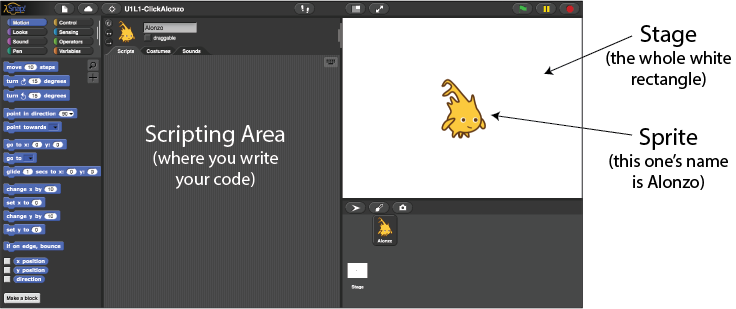 Snap!
U1L1-ClickAlonzo
Motion
Control
Looks
Sensing
Sound
Operators
Pen
Variables
move 10 steps
turn 15 degrees
turn 15 degrees
point in direction 90
point towards
go to x: 0 y: 0
go to
glide 1 secs to x: 0 y: 0
change x by 10
set x to 0
change y by 10
set y to 0
if on edge, bounce
x position
y position
direction
Make a block
Alonzo
draggable
Scripts
Costumes
Sounds
Scripting Area
(where you write
your code)
Alonzo
Stage
Stage
(the whole white
rectangle)
Sprite
(this one's name
is Alonzo)